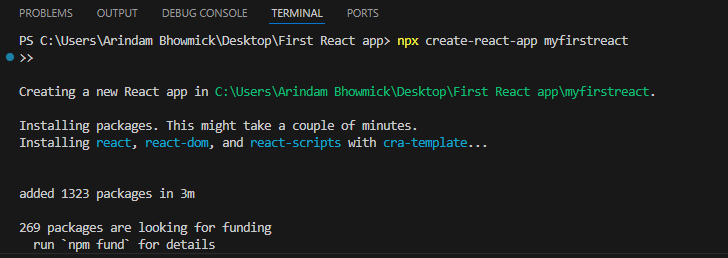 PROBLEMS OUTPUT DEBUG CONSOLE TERMINAL PORTS
PS C:\Users\Arindam Bhowmick\Desktop\First React app> npx create-react-app myfirstreact
>>
Creating a new React app in C:\Users\Arindam Bhowmick\Desktop\First React app\myfirstreact.
Installing packages. This might take a couple of minutes.
Installing react, react-dom, and react-scripts with cra-template...
added 1323 packages in 3m
269 packages are looking for funding
  run `npm fund` for details